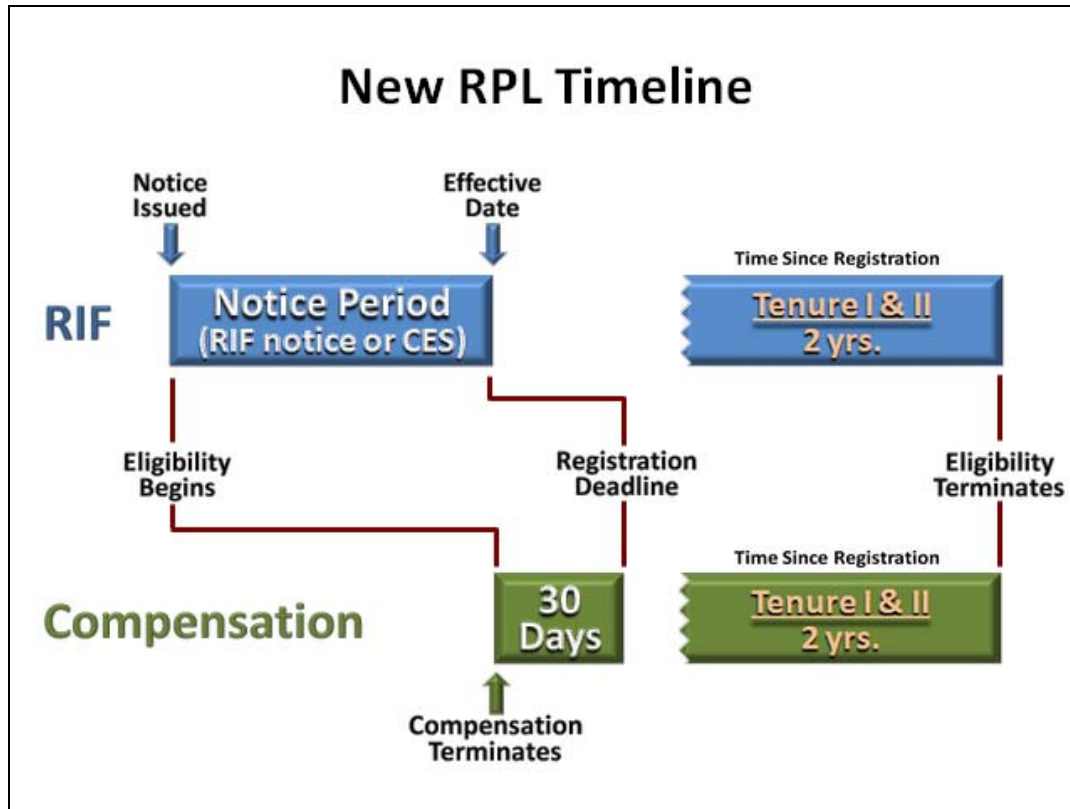 New RPL Timeline
Notice
Issued
Effective
Date
RIF
Notice Period
(RIF notice or CES)
Time Since Registration
Tenure I & II
2 yrs.
Eligibility
Begins
Registration
Deadline
Eligibility
Terminates
Compensation
30
Days
Time Since Registration
Tenure I & II
2 yrs.
Compensation
Terminates